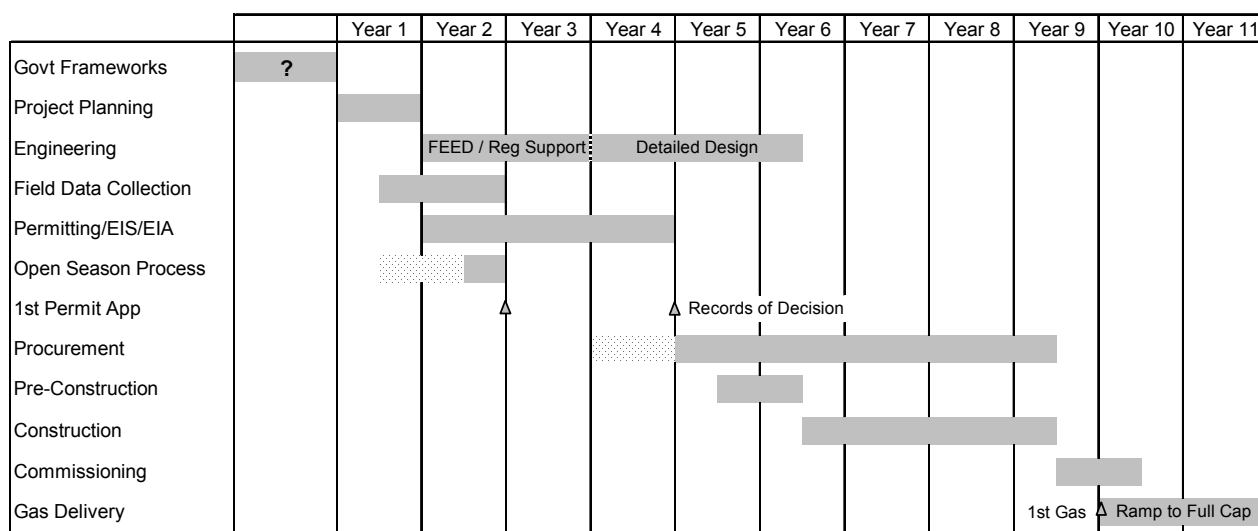 Year 1 Year 2 Year 3 Year 4 Year 5 Year 6 Year 7 Year 8 Year 9 Year 10 Year 11
Govt Frameworks ?
Project Planning
Engineering FEED / Reg Support Detailed Design
Field Data Collection
Permitting/EIS/EIA
Open Season Process
1st Permit App Records of Decision
Procurement
Pre-Construction
Construction
Commissioning
Gas Delivery 1st Gas Ramp to Full Cap